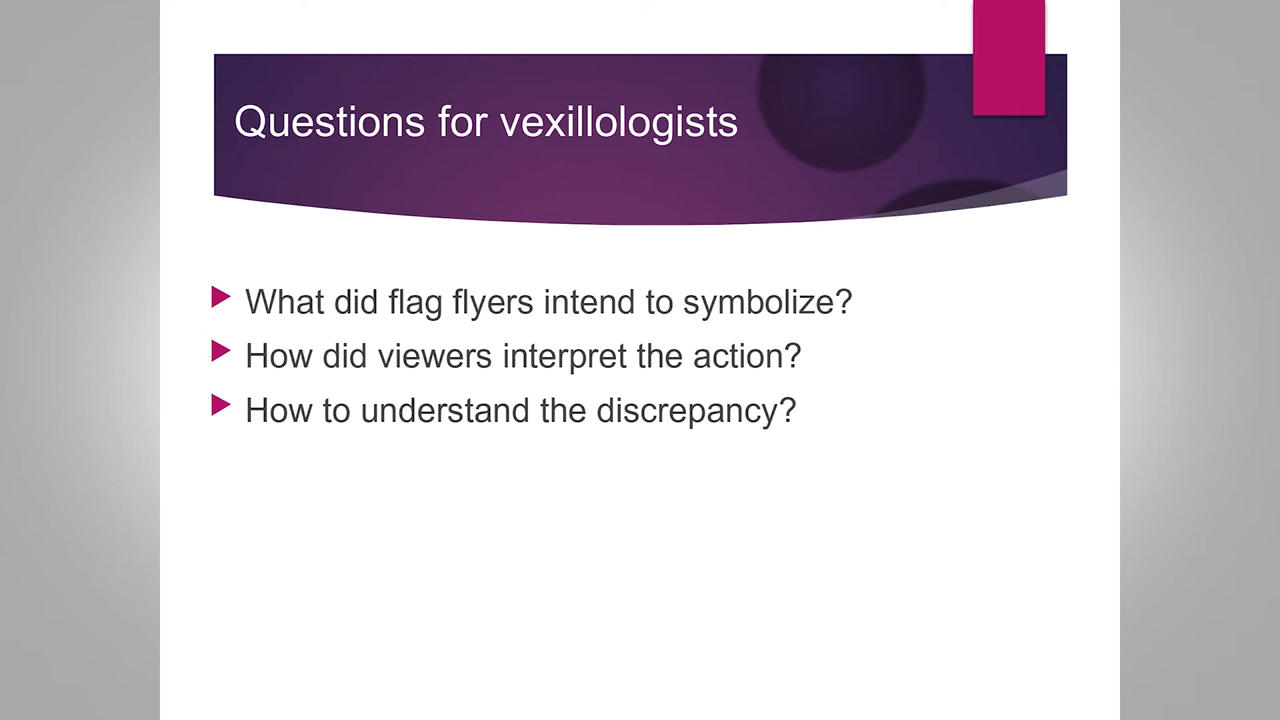 Questions for vexillologists
What did flag flyers intend to symbolize?
How did viewers interpret the action?
How to understand the discrepancy?